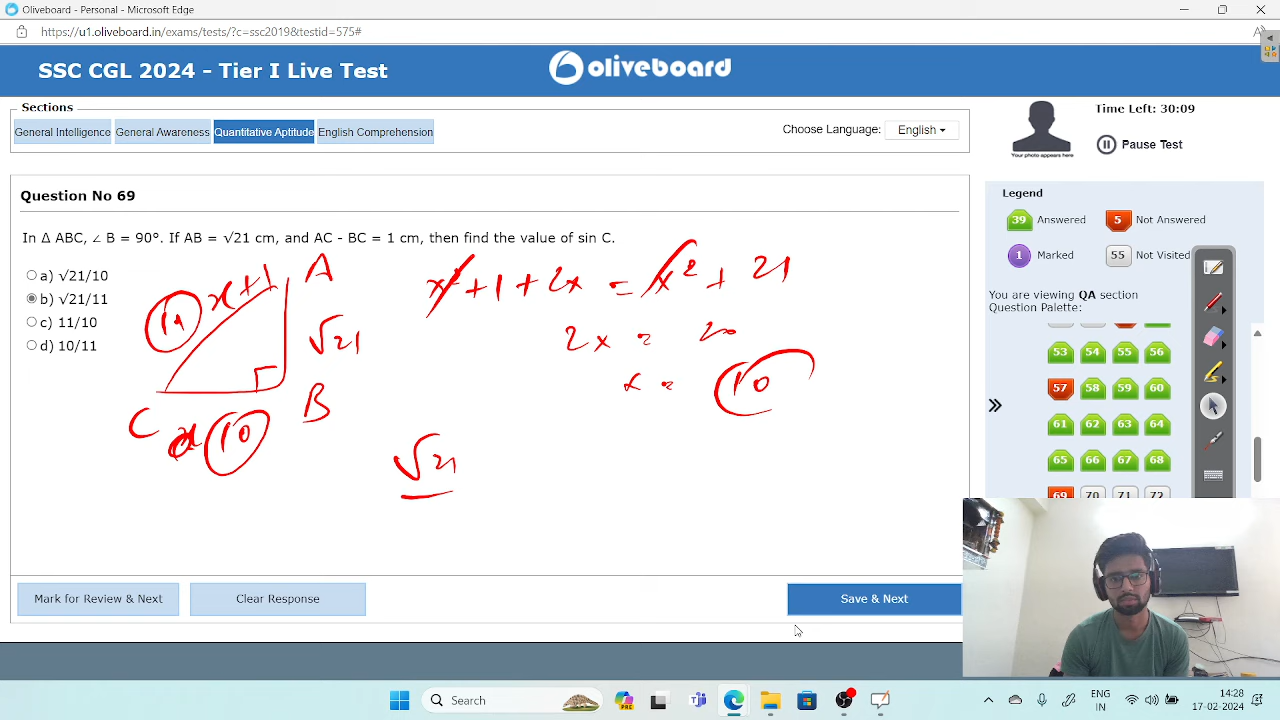 Oliveboard - Personal - Microsoft Edge
https://u1.oliveboard.in/exams/tests/?c=ssc2019&testid=575#
SSC CGL 2024 - Tier I Live Test
oliveboard
Sections
General Intelligence
General Awareness
Quantitative Aptitude
English Comprehension
Choose Language:
English
Your photo appears here
Time Left: 30:09
Pause Test
Question No 69
In Δ ABC, ∠ B = 90°. If AB = √21 cm, and AC - BC = 1 cm, then find the value of sin C.
a) √21/10
b) √21/11
c) 11/10
d) 10/11
x+1
A
11
√21
B
C
x
10
x²+1+2x = x²+21
2x = 20
x = 10
√21
Legend
39 Answered
5 Not Answered
1 Marked
55 Not Visited
You are viewing QA section
Question Palette:
53 54 55 56
57 58 59 60
61 62 63 64
65 66 67 68
69 70 71 72
Mark for Review & Next
Clear Response
Save & Next
Search
PRE
ENG
IN
14:28
17-02-2024